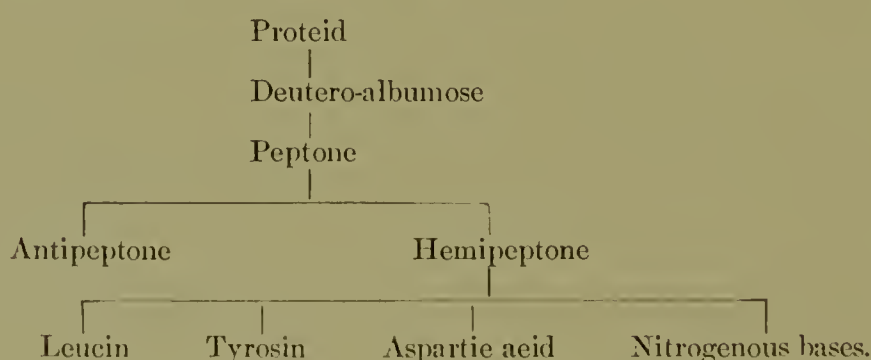 Proteid
Deutero-albumose
Peptone
Antipeptone Hemipeptone
Leucin Tyrosin Aspartic acid Nitrogenous bases.